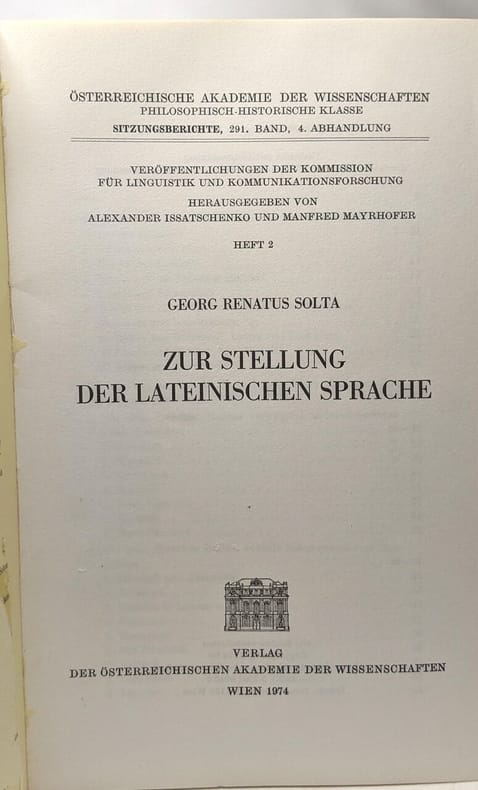 ÖSTERREICHISCHE AKADEMIE DER WISSENSCHAFTEN
PHILOSOPHISCH-HISTORISCHE KLASSE
SITZUNGSBERICHTE, 291. BAND, 4. ABHANDLUNG
VERÖFFENTLICHUNGEN DER KOMMISSION
FÜR LINGUISTIK UND KOMMUNIKATIONSFORSCHUNG
HERAUSGEGEBEN VON
ALEXANDER ISSATSCHENKO UND MANFRED MAYRHOFER
HEFT 2
GEORG RENATUS SOLTA
ZUR STELLUNG
DER LATEINISCHEN SPRACHE
VERLAG
DER ÖSTERREICHISCHEN AKADEMIE DER WISSENSCHAFTEN
WIEN 1974